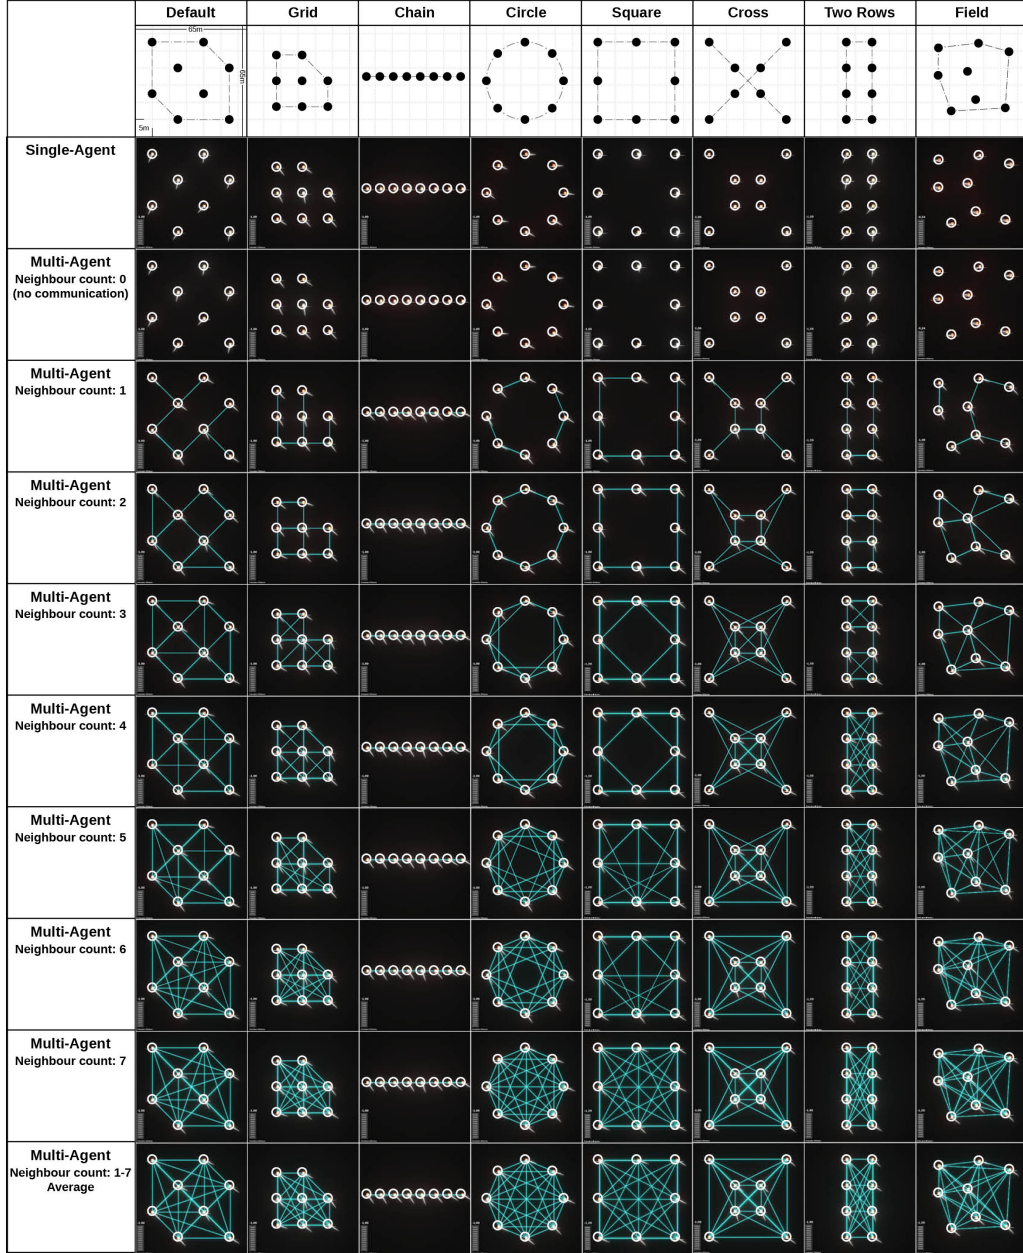 Default Grid Chain Circle Square Cross Two Rows Field
65m
65m
5m
Single-Agent
Multi-Agent
Neighbour count: 0
(no communication)
Multi-Agent
Neighbour count: 1
Multi-Agent
Neighbour count: 2
Multi-Agent
Neighbour count: 3
Multi-Agent
Neighbour count: 4
Multi-Agent
Neighbour count: 5
Multi-Agent
Neighbour count: 6
Multi-Agent
Neighbour count: 7
Multi-Agent
Neighbour count: 1-7
Average